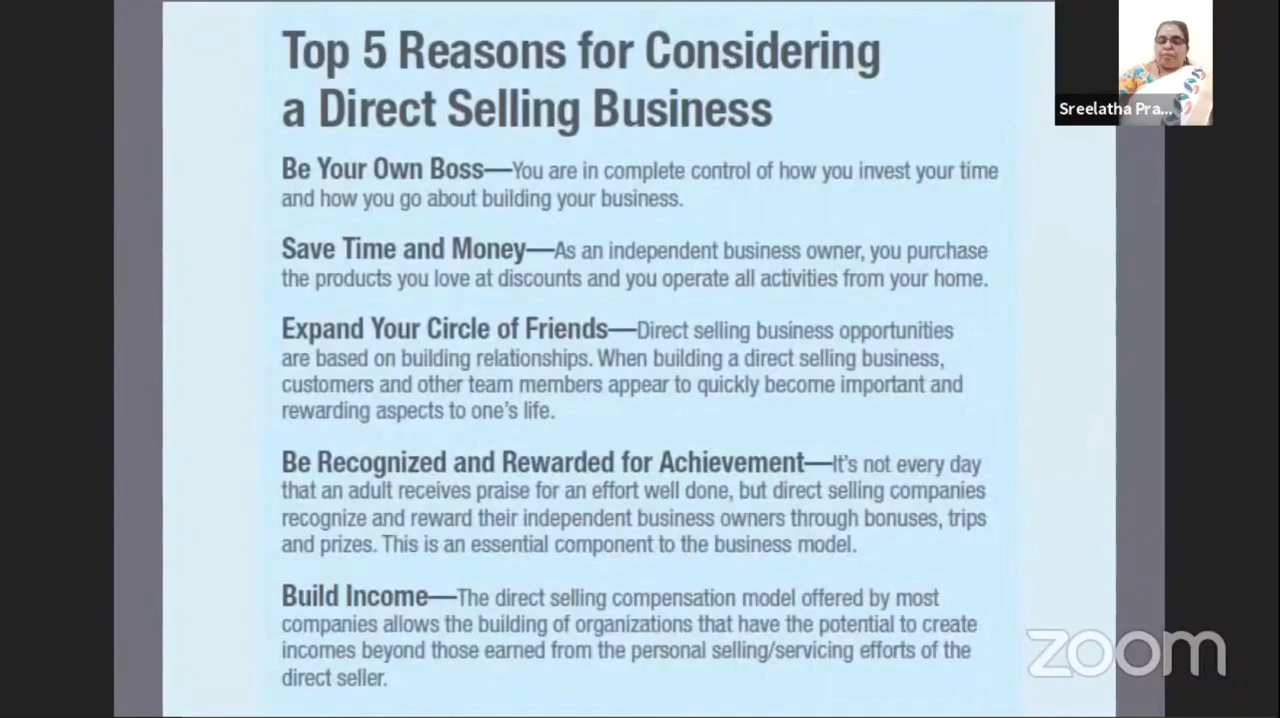 Top 5 Reasons for Considering
a Direct Selling Business
Be Your Own Boss—You are in complete control of how you invest your time
and how you go about building your business.
Save Time and Money—As an independent business owner, you purchase
the products you love at discounts and you operate all activities from your home.
Expand Your Circle of Friends—Direct selling business opportunities
are based on building relationships. When building a direct selling business,
customers and other team members appear to quickly become important and
rewarding aspects to one's life.
Be Recognized and Rewarded for Achievement—It's not every day
that an adult receives praise for an effort well done, but direct selling companies
recognize and reward their independent business owners through bonuses, trips
and prizes. This is an essential component to the business model.
Build Income—The direct selling compensation model offered by most
companies allows the building of organizations that have the potential to create
incomes beyond those earned from the personal selling/servicing efforts of the
direct seller.
Sreelatha Pra...
zoom